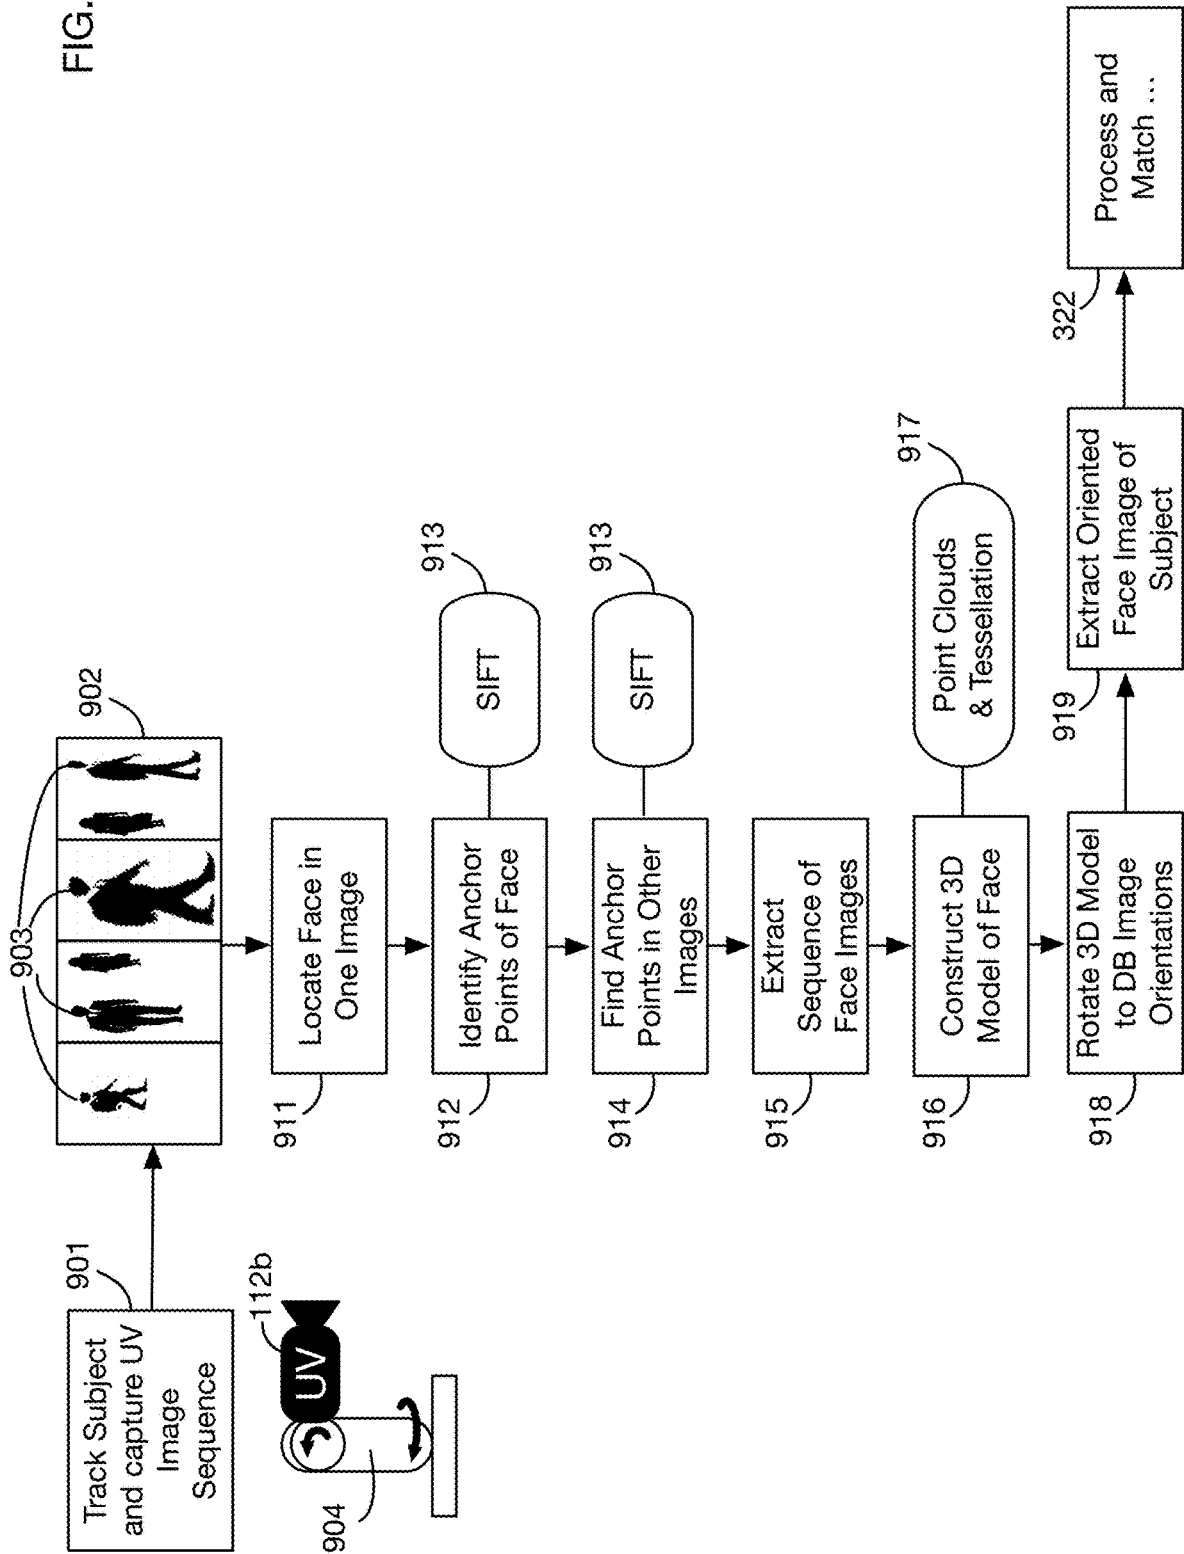 FIG.
901
Track Subject
and capture UV
Image
Sequence
902
903
112b
UV
904
911
Locate Face in
One Image
912
Identify Anchor
Points of Face
913
SIFT
914
Find Anchor
Points in Other
Images
913
SIFT
915
Extract
Sequence of
Face Images
916
Construct 3D
Model of Face
917
Point Clouds
& Tessellation
918
Rotate 3D Model
to DB Image
Orientations
919
Extract Oriented
Face Image of
Subject
322
Process and
Match ...